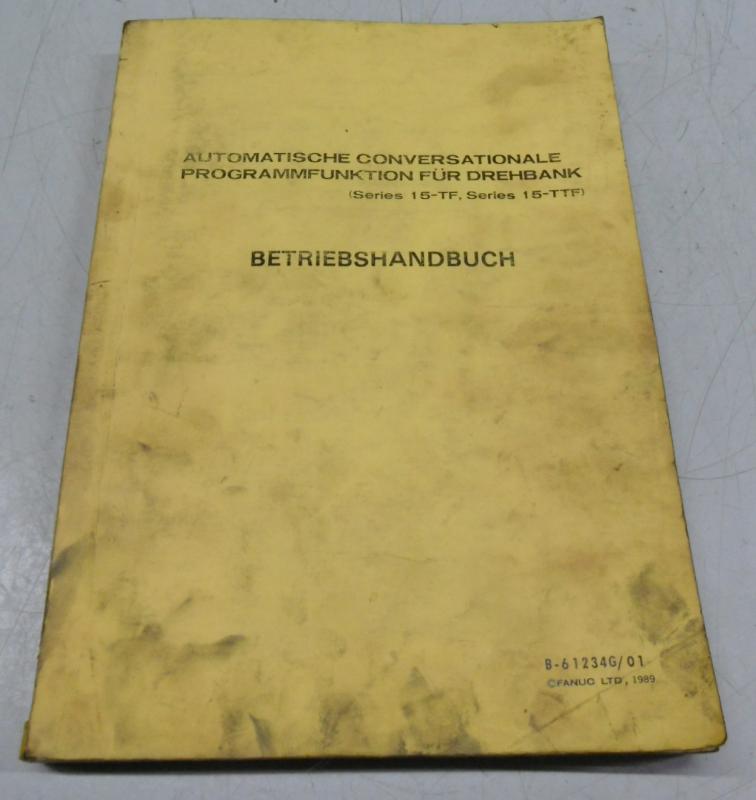 AUTOMATISCHE CONVERSATIONALE
PROGRAMMFUNKTION FÜR DREHBANK
(Series 15-TF, Series 15-TTF)
BETRIEBSHANDBUCH
B-61234G/01
©FANUC LTD, 1989